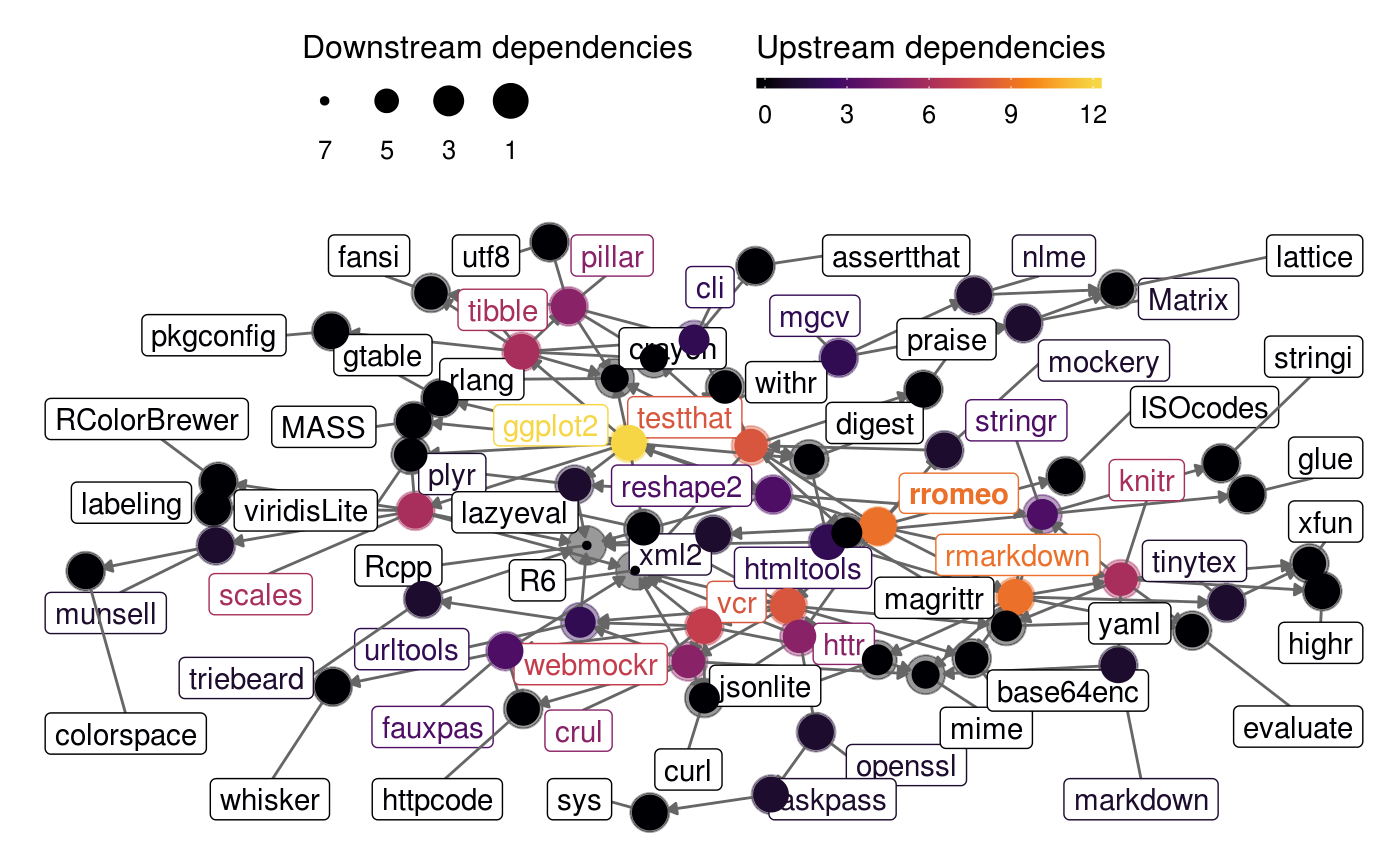 Downstream dependencies
7 5 3 1
Upstream dependencies
0 3 6 9 12
fansi
utf8
pillar
assertthat
nlme
lattice
cli
tibble
mgcv
Matrix
pkgconfig
gtable
crayon
praise
mockery
stringi
rlang
withr
RColorBrewer
MASS
ggplot2
testthat
digest
stringr
ISOcodes
glue
plyr
reshape2
rromeo
knitr
labeling
viridisLite
lazyeval
xfun
xml2
rmarkdown
tinytex
Rcpp
R6
htmltools
munsell
scales
vcr
magrittr
yaml
highr
urltools
webmockr
httr
triebeard
jsonlite
base64enc
colorspace
fauxpas
crul
mime
evaluate
curl
openssl
whisker
httpcode
sys
askpass
markdown